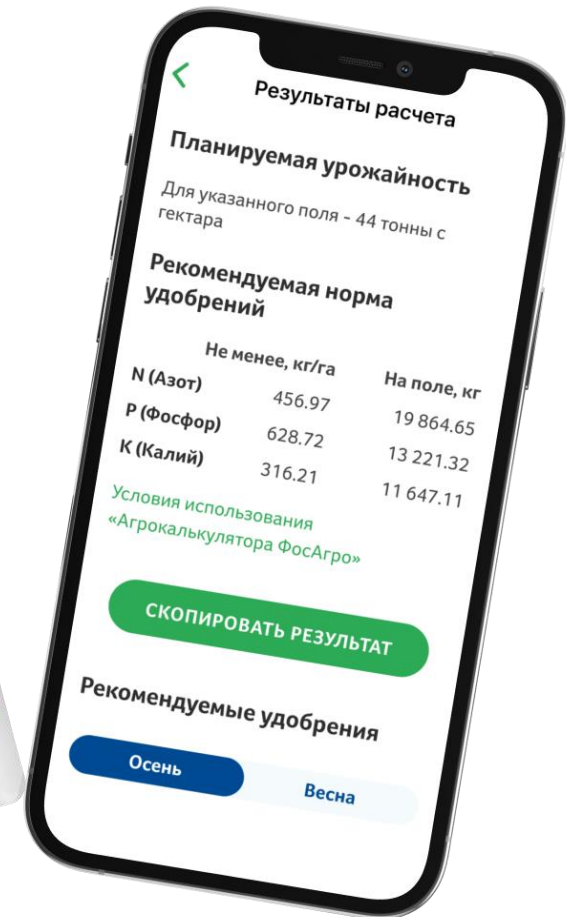 Результаты расчета
Планируемая урожайность
Для указанного поля – 44 тонны с
гектара
Рекомендуемая норма
удобрений
Не менее, кг/га На поле, кг
N (Азот) 456.97 19 864.65
P (Фосфор) 628.72 13 221.32
К (Калий) 316.21 11 647.11
Условия использования
«Агрокалькулятора ФосАгро»
СКОПИРОВАТЬ РЕЗУЛЬТАТ
Рекомендуемые удобрения
Осень Весна